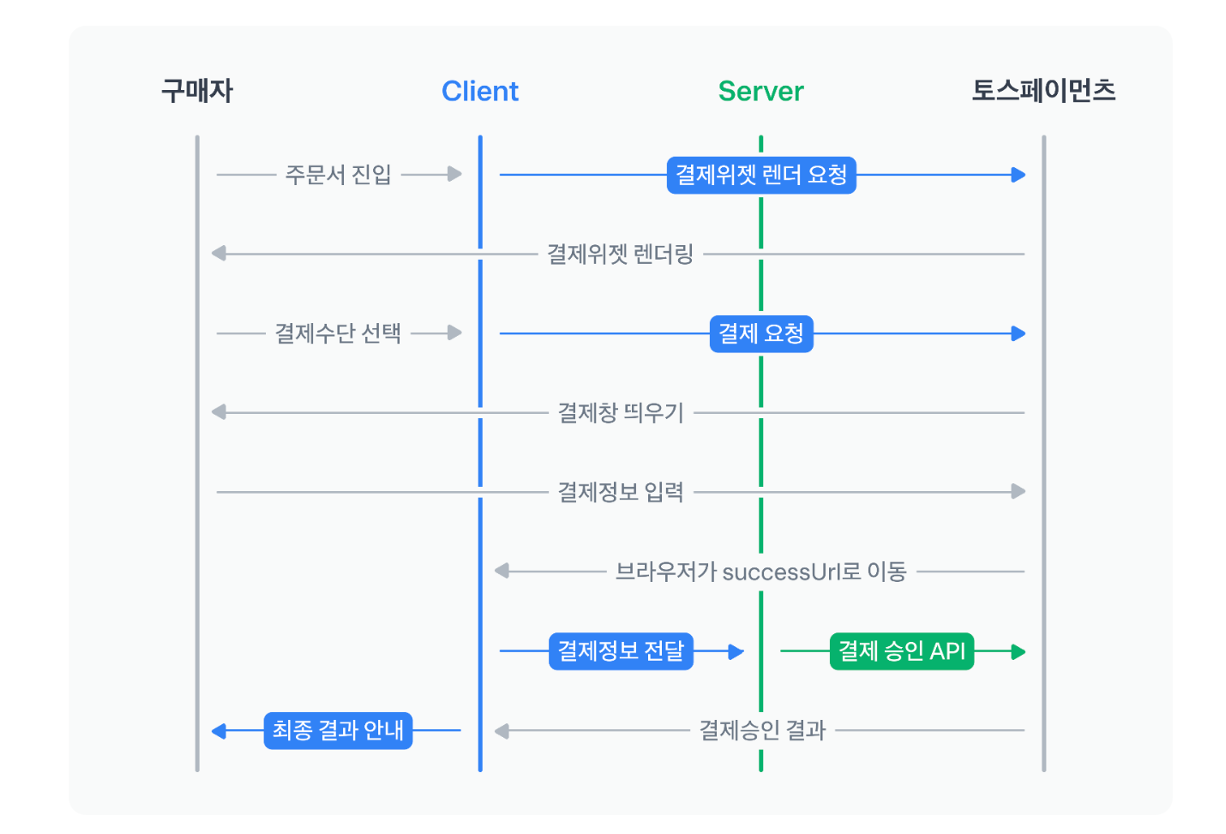 구매자
Client
Server
토스페이먼츠
주문서 진입
결제위젯 렌더 요청
결제위젯 렌더링
결제수단 선택
결제 요청
결제창 띄우기
결제정보 입력
브라우저가 successUrl로 이동
결제정보 전달
결제 승인 API
최종 결과 안내
결제승인 결과